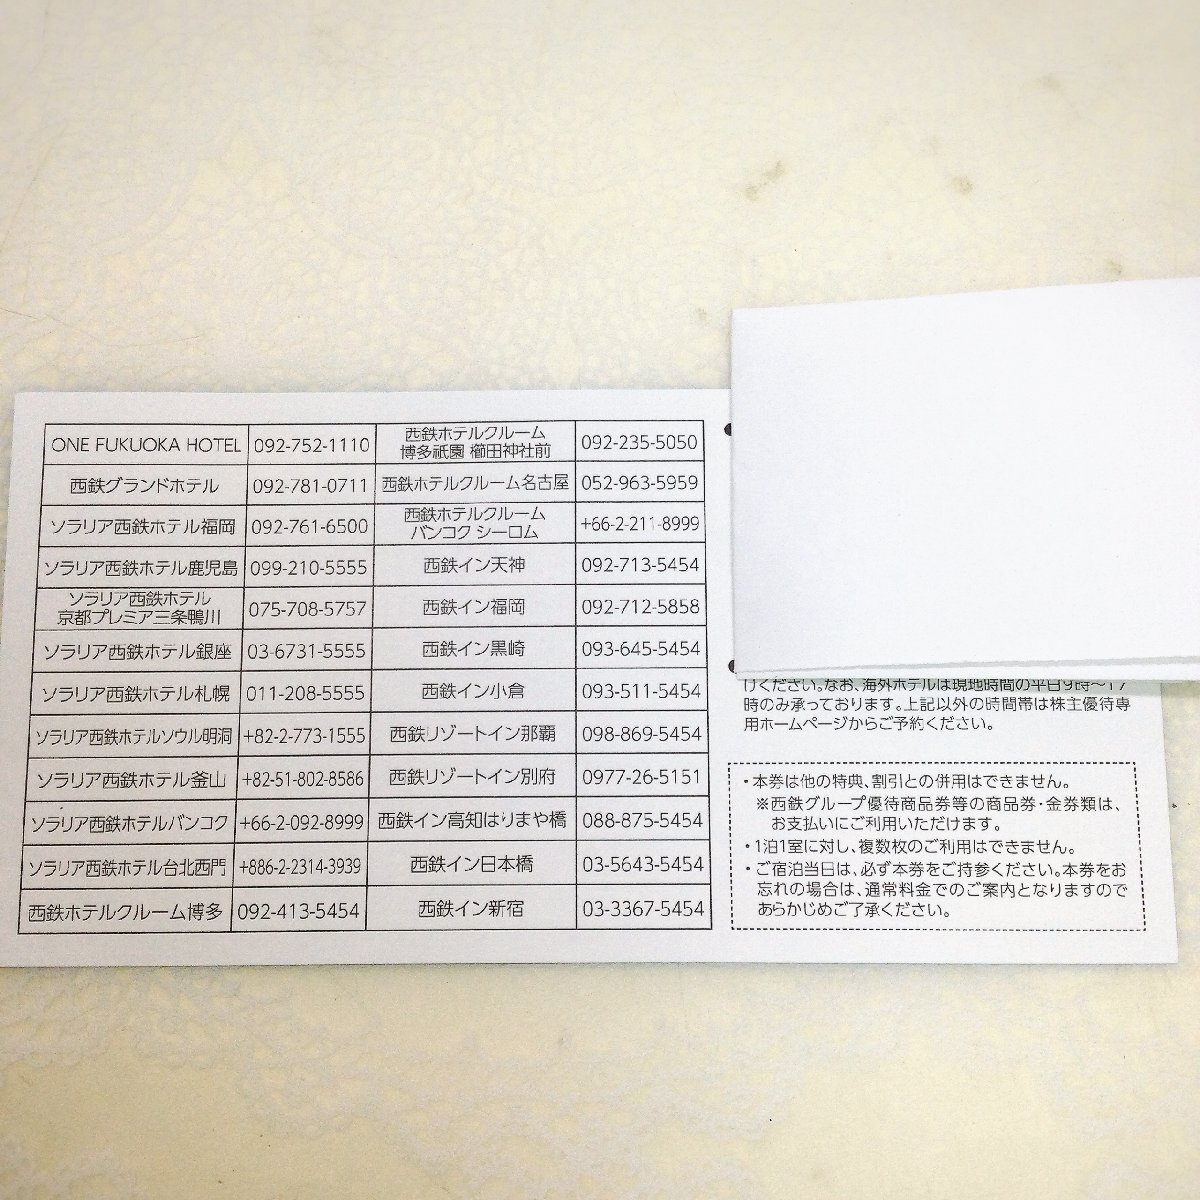 ONE FUKUOKA HOTEL 092-752-1110
西鉄グランドホテル 092-781-0711
ソラリア西鉄ホテル福岡 092-761-6500
ソラリア西鉄ホテル鹿児島 099-210-5555
ソラリア西鉄ホテル
京都プレミア三条鴨川 075-708-5757
ソラリア西鉄ホテル銀座 03-6731-5555
ソラリア西鉄ホテル札幌 011-208-5555
ソラリア西鉄ホテルソウル明洞 +82-2-773-1555
ソラリア西鉄ホテル釜山 +82-51-802-8586
ソラリア西鉄ホテルバンコク +66-2-092-8999
ソラリア西鉄ホテル台北西門 +886-2-2314-3939
西鉄ホテルクルーム博多 092-413-5454
西鉄ホテルクルーム
博多祇園 櫛田神社前 092-235-5050
西鉄ホテルクルーム名古屋 052-963-5959
西鉄ホテルクルーム
バンコク シーロム +66-2-211-8999
西鉄イン天神 092-713-5454
西鉄イン福岡 092-712-5858
西鉄イン黒崎 093-645-5454
西鉄イン小倉 093-511-5454
西鉄リゾートイン那覇 098-869-5454
西鉄リゾートイン別府 0977-26-5151
西鉄イン高知はりまや橋 088-875-5454
西鉄イン日本橋 03-5643-5454
西鉄イン新宿 03-3367-5454
けください。なお、海外ホテルは現地時間の平日9時〜17
時のみ承っております。上記以外の時間帯は株主優待専
用ホームページからご予約ください。
・本券は他の特典、割引との併用はできません。
※西鉄グループ優待商品券等の商品券・金券類は、
お支払いにご利用いただけます。
・1泊1室に対し、複数枚のご利用はできません。
・ご宿泊当日は、必ず本券をご持参ください。本券をお
忘れの場合は、通常料金でのご案内となりますので
あらかじめご了承ください。